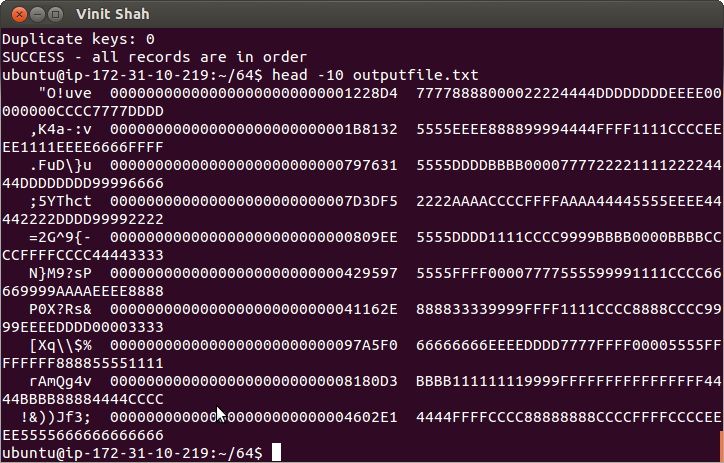 Vinit Shah
Duplicate keys: 0
SUCCESS - all records are in order
ubuntu@ip-172-31-10-219:~/64$ head -10 outputfile.txt
    "O!uve  000000000000000000000000001228D4  77778888000022224444DDDDDDDDEEEE00
000000CCCC7777DDDD
   ,K4a-:v  000000000000000000000000001B8132  5555EEEE888899994444FFFF1111CCCCEE
EE1111EEEE6666FFFF
   .FuD\}u  00000000000000000000000000797631  5555DDDDBBBB000077772222111122224​4
44DDDDDDDD99996666
   ;5YThct  000000000000000000000000007D3DF5  2222AAAACCCCFFFFAAAA44445555EEEE44
442222DDDD99992222
   =2G^9{-  000000000000000000000000000809EE  5555DDDD1111CCCC9999BBBB0000BBBBCC
CCFFFFCCCC44443333
   N}M9?sP  00000000000000000000000000429597  5555FFFF00007777555599991111CCCC66
669999AAAAEEEE8888
   P0X?Rs&  0000000000000000000000000041162E  888833339999FFFF1111CCCC8888CCCC99
99EEEEDDDD00003333
   [Xq\\$%  0000000000000000000000000097A5F0  66666666EEEEDDDD7777FFFF00005555FF
FFFFFF888855551111
   rAmQg4v  000000000000000000000000008180D3  BBBB111111119999FFFFFFFFFFFFFFFF44
44BBBB88884444CCCC
  !&))Jf3;  000000000000000000000000004602E1  4444FFFFCCCC88888888CCCCFFFFCCCCEE
EE5555666666666666
ubuntu@ip-172-31-10-219:~/64$